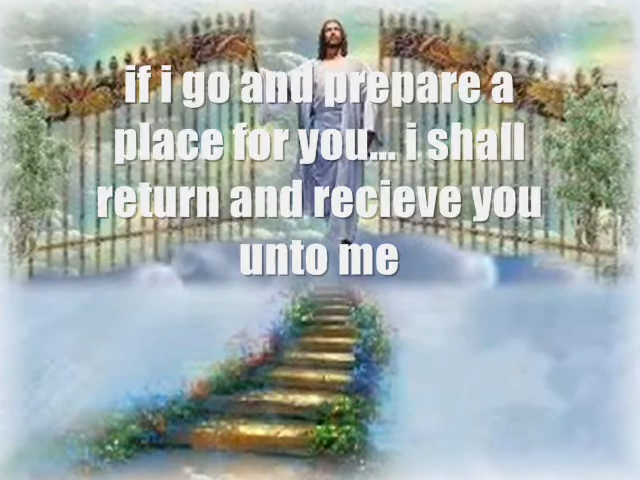 if i go and prepare a
place for you... i shall
return and recieve you
unto me